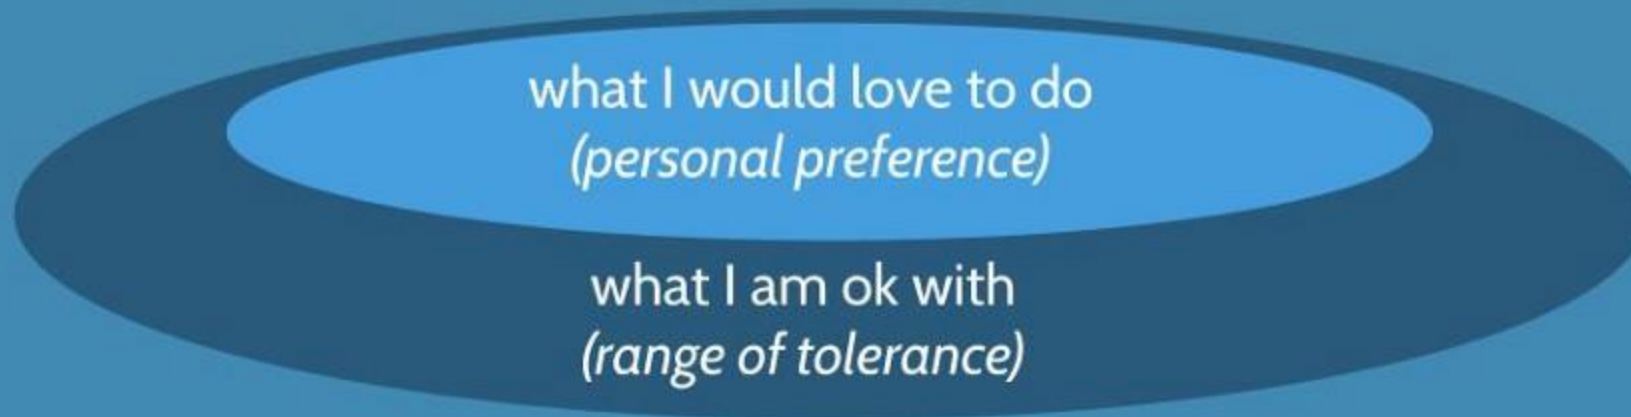 what I would love to do
(personal preference)
what I am ok with
(range of tolerance)